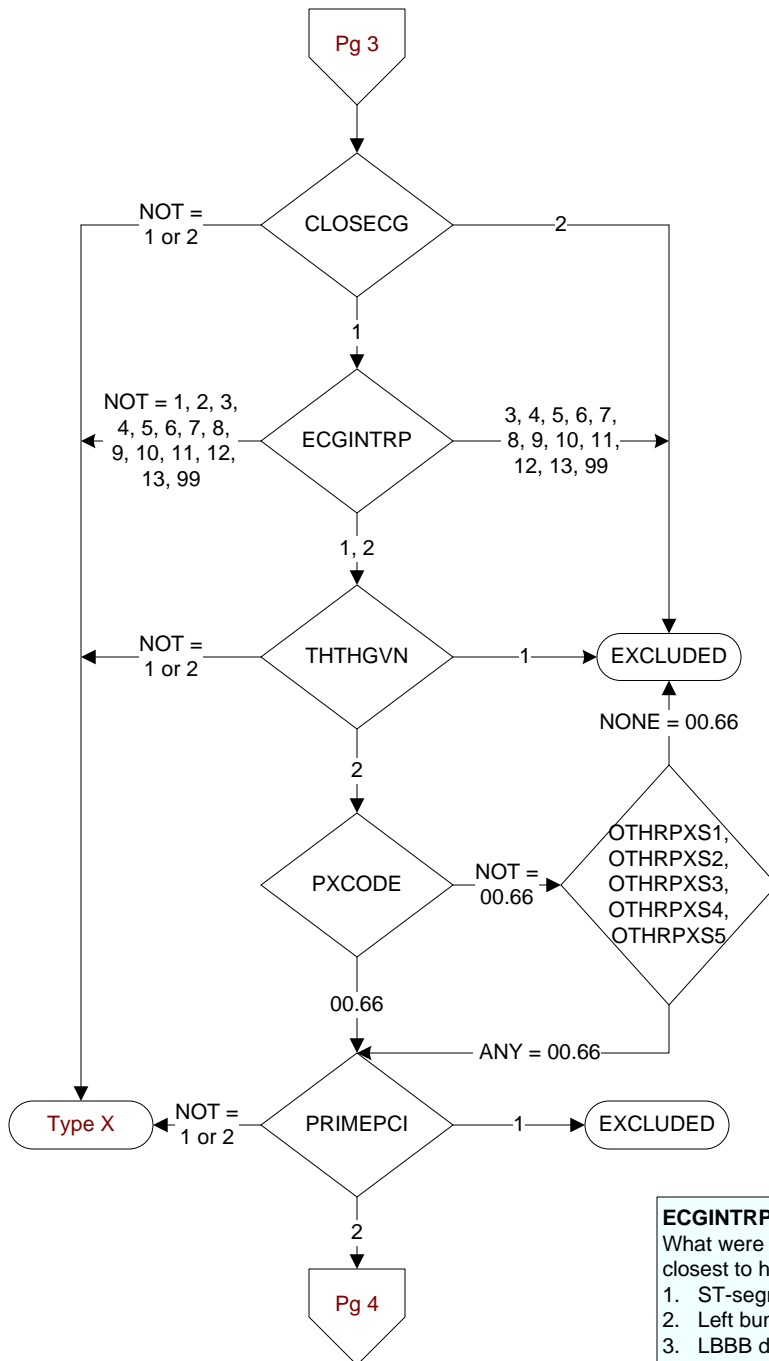 Pg 3
NOT =
1 or 2
CLOSECG
2
1
NOT = 1, 2, 3,
4, 5, 6, 7, 8,
9, 10, 11, 12,
13, 99
ECGINTRP
3, 4, 5, 6, 7,
8, 9, 10, 11,
12, 13, 99
1, 2
NOT =
1 or 2
THTHGVN
1
EXCLUDED
NONE = 00.66
2
PXCODE
NOT =
00.66
OTHRPXS1,
OTHRPXS2,
OTHRPXS3,
OTHRPXS4,
OTHRPXS5
00.66
ANY = 00.66
Type X
NOT =
1 or 2
PRIMEPCI
1
EXCLUDED
2
Pg 4
ECGINTRP
What were
closest to h
1. ST-seg
2. Left bu
3. LBBB d